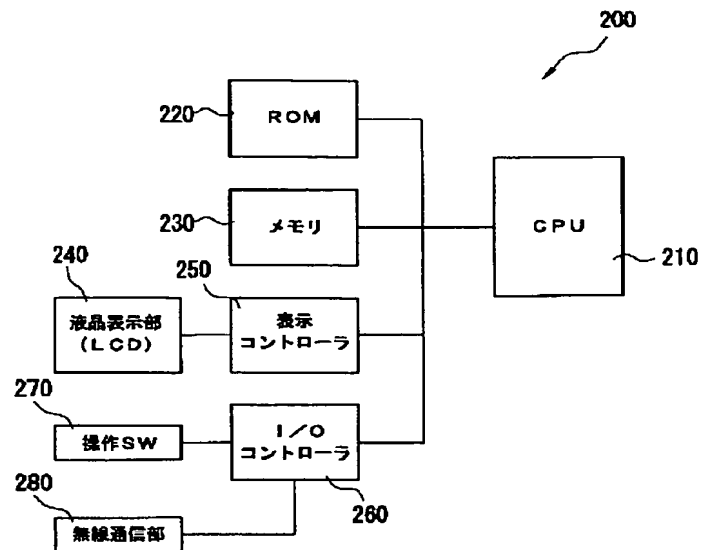 200
220
ROM
230
メモリ
CPU
210
240
液晶表示部
(LCD)
250
表示
コントローラ
270
操作SW
I/O
コントローラ
260
280
無線通信部